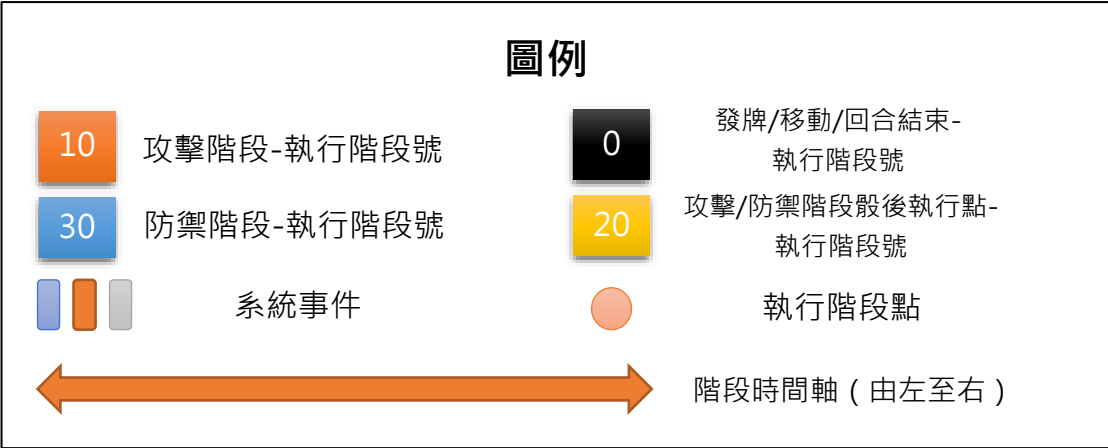 圖例
10
攻擊階段-執行階段號
0
發牌/移動/回合結束-
執行階段號
30
防禦階段-執行階段號
20
攻擊/防禦階段骰後執行點-
執行階段號
系統事件
執行階段點
階段時間軸（由左至右）